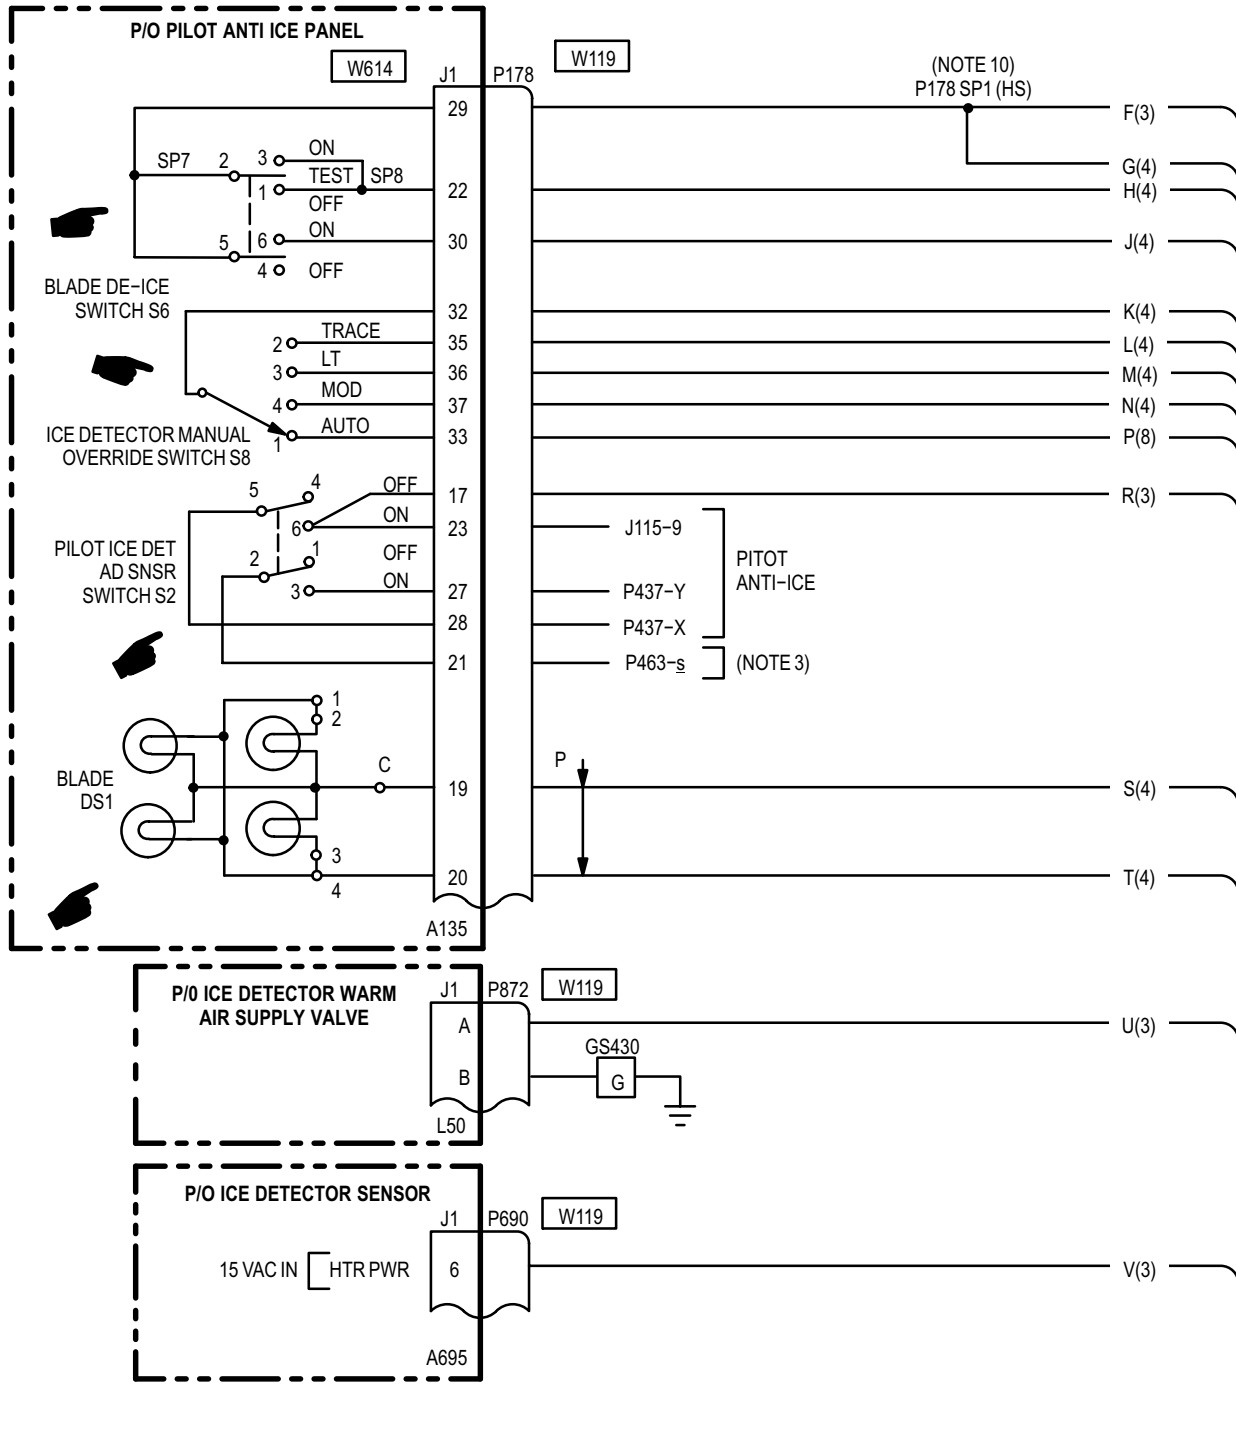 P/O PILOT ANTI ICE PANEL
W614
J1
P178
W119
(NOTE 10)
P178 SP1 (HS)
29
F(3)
SP7
2
3
ON
TEST
SP8
G(4)
1
22
H(4)
OFF
ON
5
6
30
J(4)
4
OFF
BLADE DE−ICE
SWITCH S6
32
K(4)
TRACE
2
35
L(4)
LT
3
36
M(4)
MOD
4
37
N(4)
AUTO
ICE DETECTOR MANUAL
OVERRIDE SWITCH S8
1
33
P(8)
5
4
OFF
17
R(3)
ON
6
23
J115−9
PILOT ICE DET
AD SNSR
SWITCH S2
2
1
OFF
ON
3
27
P437−Y
PITOT
ANTI−ICE
28
P437−X
21
P463−s
(NOTE 3)
1
2
BLADE
DS1
C
19
P
S(4)
3
4
20
T(4)
A135
P/0 ICE DETECTOR WARM
AIR SUPPLY VALVE
J1
P872
W119
A
U(3)
GS430
B
G
L50
P/O ICE DETECTOR SENSOR
J1
P690
W119
15 VAC IN
HTR PWR
6
V(3)
A695